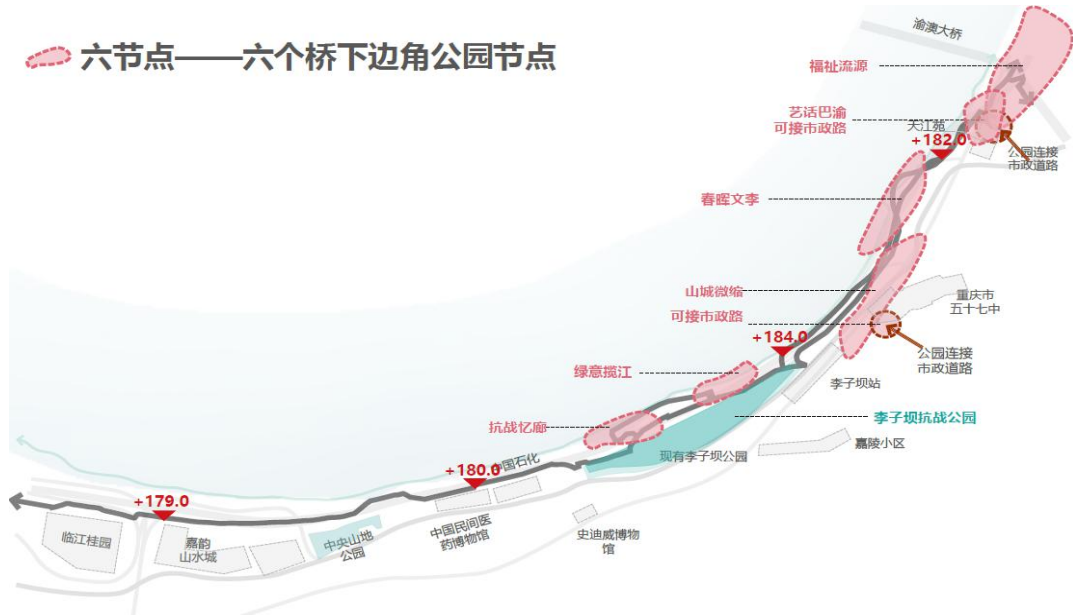 六节点——六个桥下边角公园节点
渝澳大桥
福祉流源
艺话巴渝
可接市政路
天江苑
+182.0
公园连接
市政道路
春晖文李
山城微缩
可接市政路
重庆市
五十七中
+184.0
公园连接
市政道路
绿意揽江
李子坝站
李子坝抗战公园
抗战忆廊
嘉陵小区
现有李子坝公园
中国石化
+180.0
+179.0
临江桂园
嘉韵
山水城
中央山地
公园
中国民间医
药博物馆
史迪威博物
馆